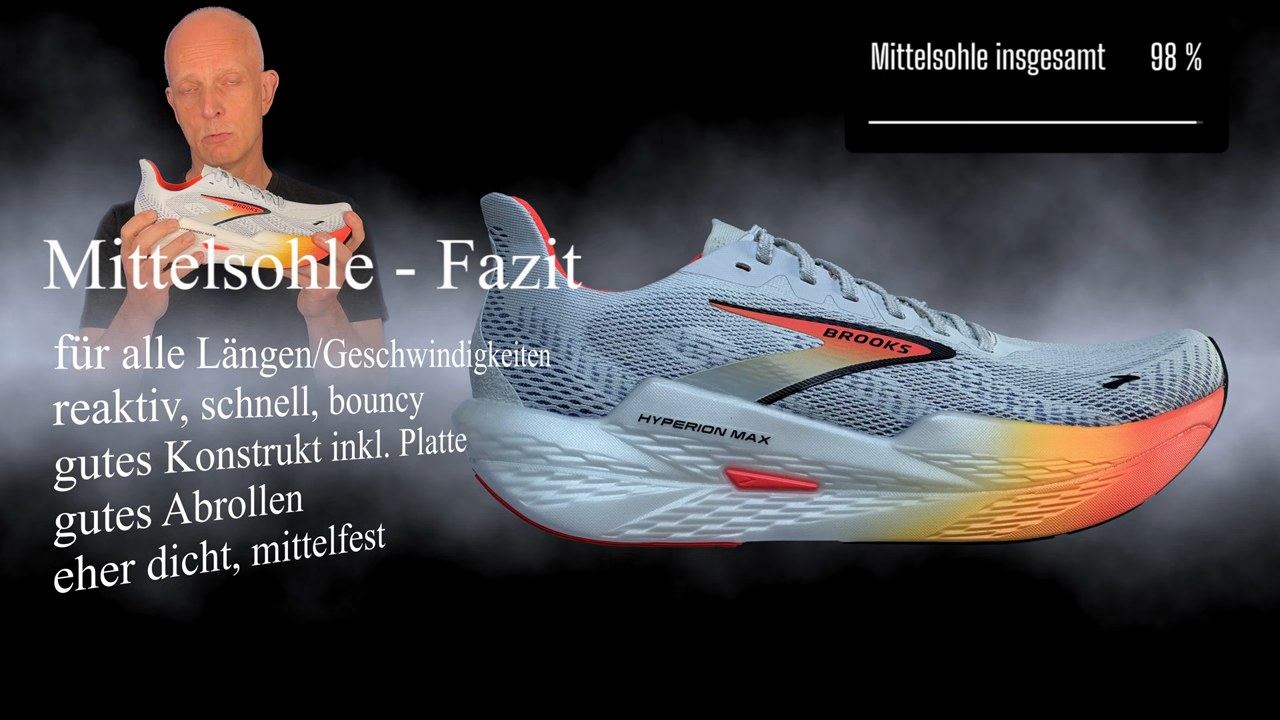 Mittelsohle insgesamt 98 %
Mittelsohle - Fazit
für alle Längen/Geschwindigkeiten
reaktiv, schnell, bouncy
gutes Konstrukt inkl. Platte
gutes Abrollen
eher dicht, mittelfest
BROOKS
HYPERION MAX
BROOKS